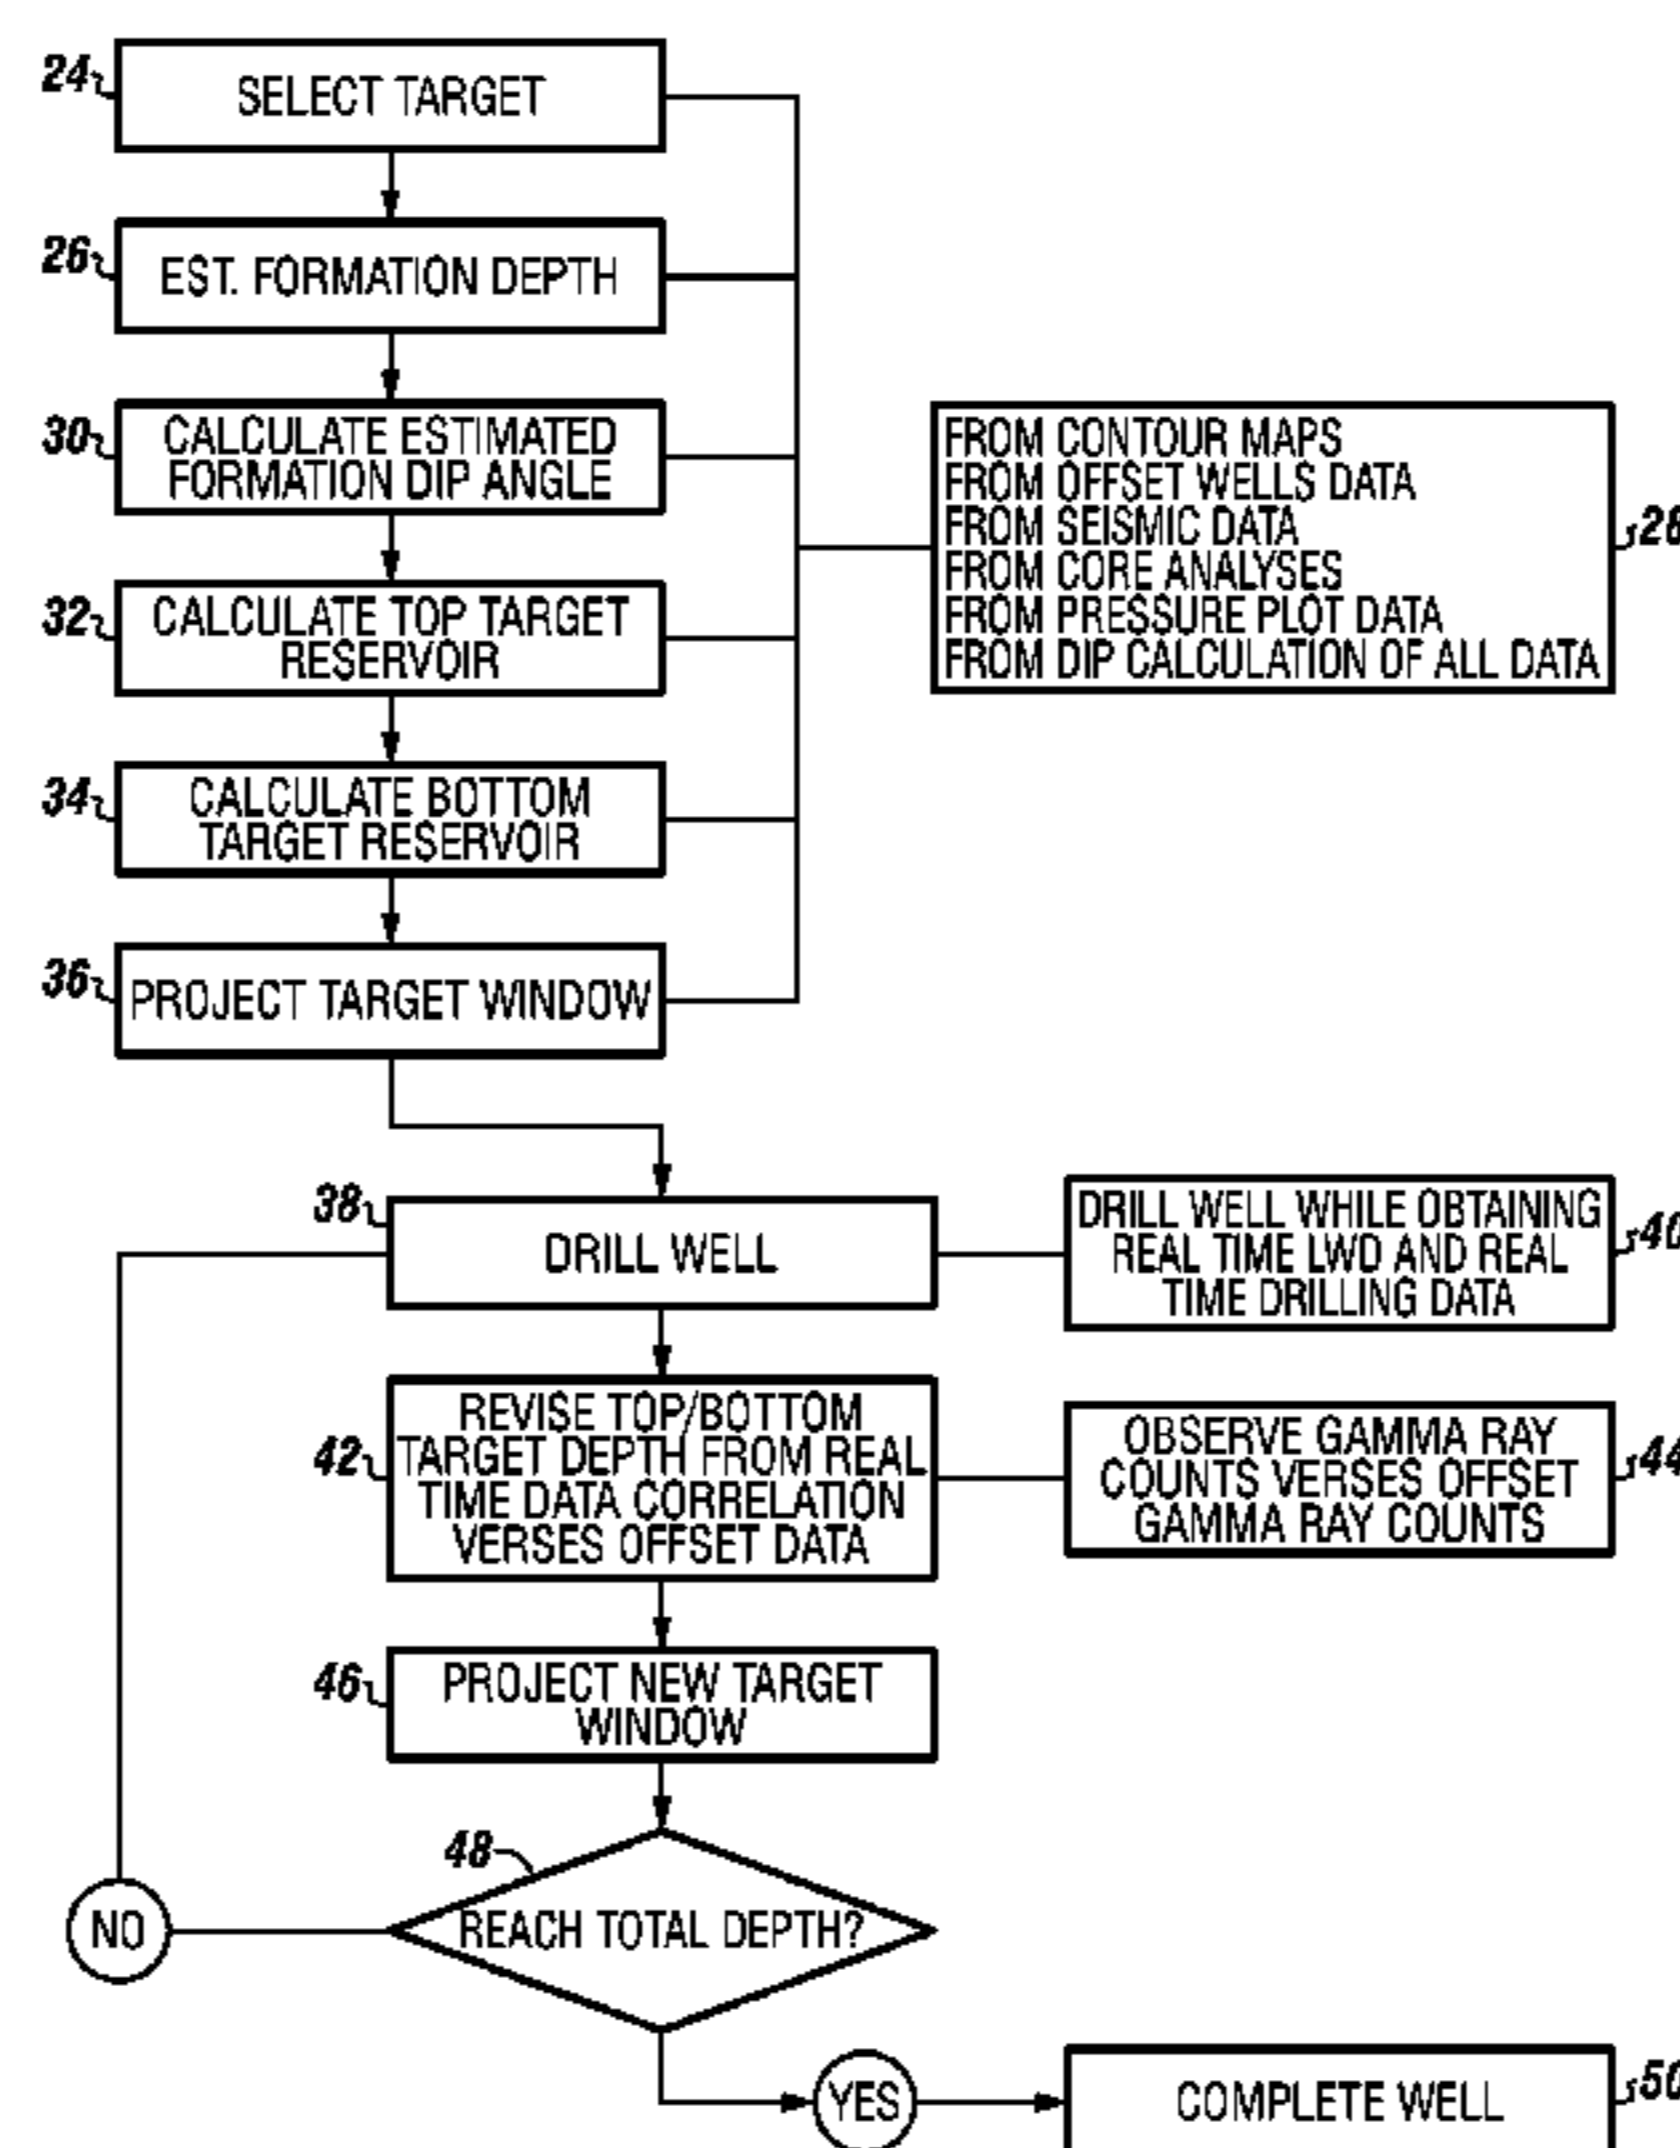 24
SELECT TARGET
26
EST. FORMATION DEPTH
30
CALCULATE ESTIMATED
FORMATION DIP ANGLE
FROM CONTOUR MAPS
FROM OFFSET WELLS DATA
FROM SEISMIC DATA
FROM CORE ANALYSES
FROM PRESSURE PLOT DATA
FROM DIP CALCULATION OF ALL DATA
28
32
CALCULATE TOP TARGET
RESERVOIR
34
CALCULATE BOTTOM
TARGET RESERVOIR
36
PROJECT TARGET WINDOW
38
DRILL WELL
DRILL WELL WHILE OBTAINING
REAL TIME LWD AND REAL
TIME DRILLING DATA
40
42
REVISE TOP/BOTTOM
TARGET DEPTH FROM REAL
TIME DATA CORRELATION
VERSES OFFSET DATA
OBSERVE GAMMA RAY
COUNTS VERSES OFFSET
GAMMA RAY COUNTS
44
46
PROJECT NEW TARGET
WINDOW
48
REACH TOTAL DEPTH?
NO
YES
COMPLETE WELL
50